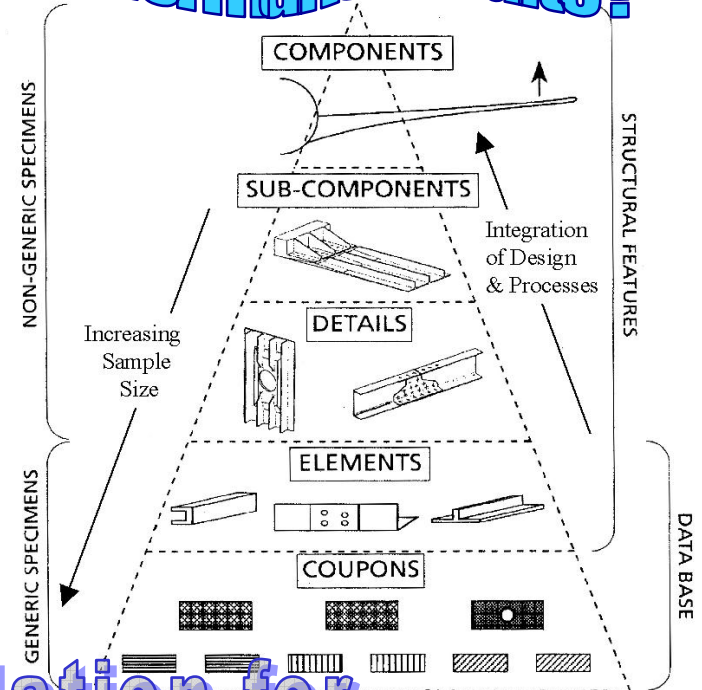 COMPONENTS
SUB-COMPONENTS
Integration
of Design
& Processes
DETAILS
Increasing
Sample
Size
ELEMENTS
COUPONS
NON-GENERIC SPECIMENS
GENERIC SPECIMENS
STRUCTURAL FEATURES
DATA BASE
for